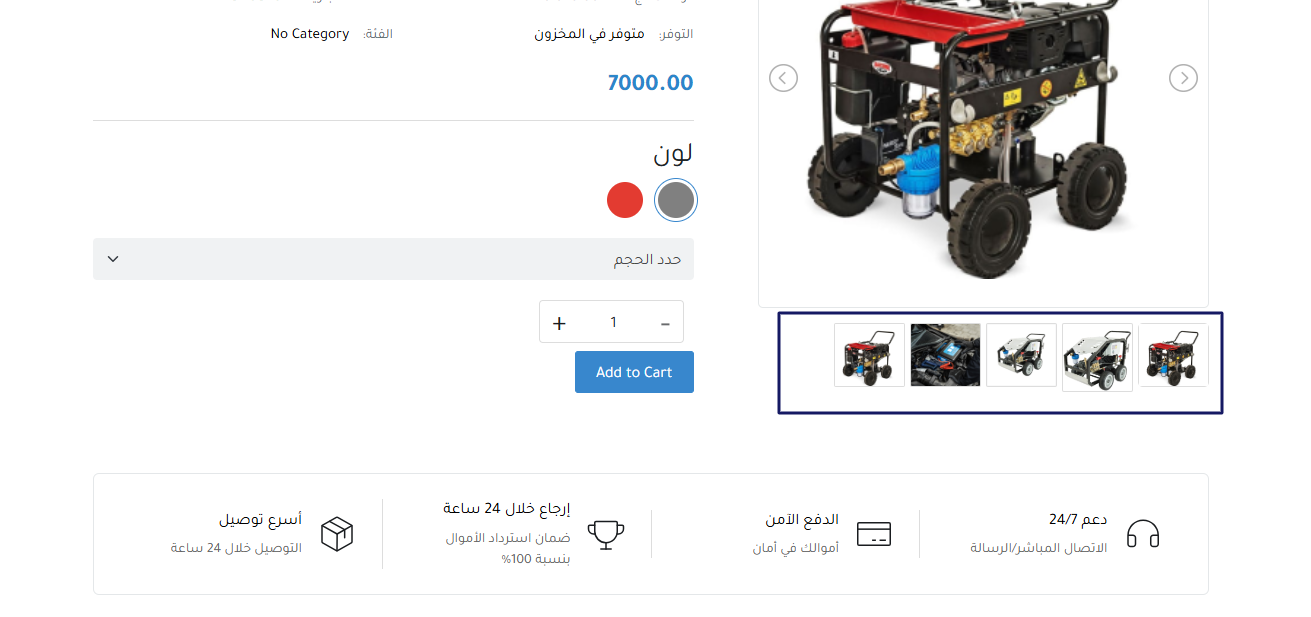 التوفر: متوفر في المخزون
الفئة: No Category
7000.00
لون
حدد الحجم
- 1 +
Add to Cart
دعم 24/7
الاتصال المباشر/الرسالة
الدفع الآمن
أموالك في أمان
إرجاع خلال 24 ساعة
ضمان استرداد الأموال
بنسبة 100%
أسرع توصيل
التوصيل خلال 24 ساعة